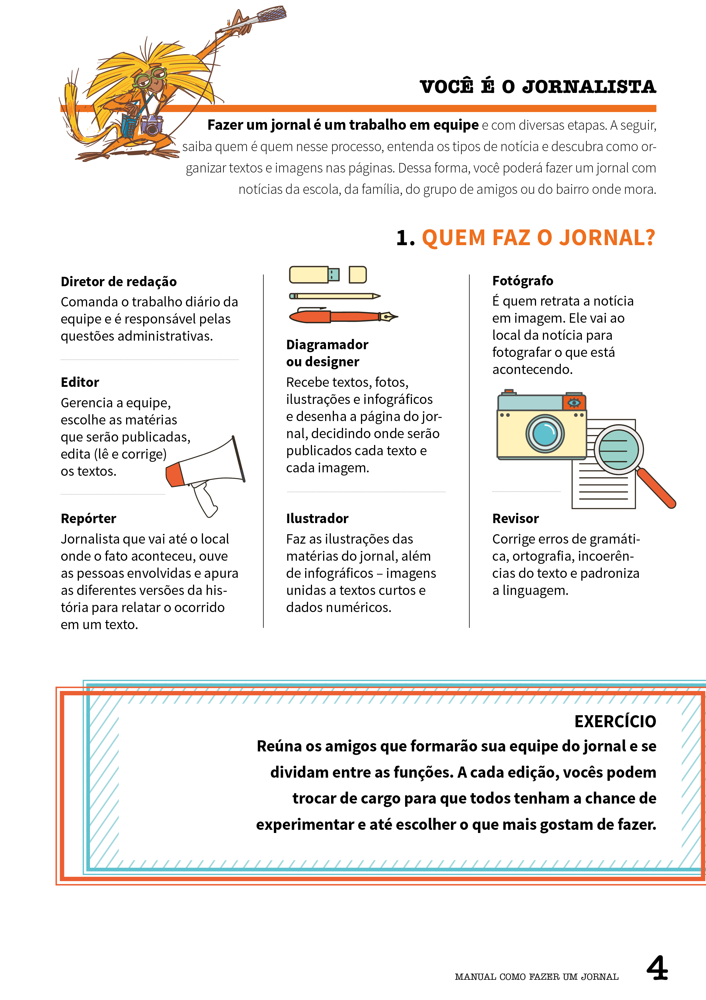 VOCÊ É O JORNALISTA
Fazer um jornal é um trabalho em equipe e com diversas etapas. A seguir,
saiba quem é quem nesse processo, entenda os tipos de notícia e descubra como or-
ganizar textos e imagens nas páginas. Dessa forma, você poderá fazer um jornal com
notícias da escola, da família, do grupo de amigos ou do bairro onde mora.
1. QUEM FAZ O JORNAL?
Diretor de redação
Comanda o trabalho diário da
equipe e é responsável pelas
questões administrativas.
Editor
Gerencia a equipe,
escolhe as matérias
que serão publicadas,
edita (lê e corrige)
os textos.
Repórter
Jornalista que vai até o local
onde o fato aconteceu, ouve
as pessoas envolvidas e apura
as diferentes versões da his-
tória para relatar o ocorrido
em um texto.
Diagramador
ou designer
Recebe textos, fotos,
ilustrações e infográficos
e desenha a página do jor-
nal, decidindo onde serão
publicados cada texto e
cada imagem.
Ilustrador
Faz as ilustrações das
matérias do jornal, além
de infográficos – imagens
unidas a textos curtos e
dados numéricos.
Fotógrafo
É quem retrata a notícia
em imagem. Ele vai ao
local da notícia para
fotografar o que está
acontecendo.
Revisor
Corrige erros de gramáti-
ca, ortografia, incoerên-
cias do texto e padroniza
a linguagem.
EXERCÍCIO
Reúna os amigos que formarão sua equipe do jornal e se
dividam entre as funções. A cada edição, vocês podem
trocar de cargo para que todos tenham a chance de
experimentar e até escolher o que mais gostam de fazer.
MANUAL COMO FAZER UM JORNAL 4